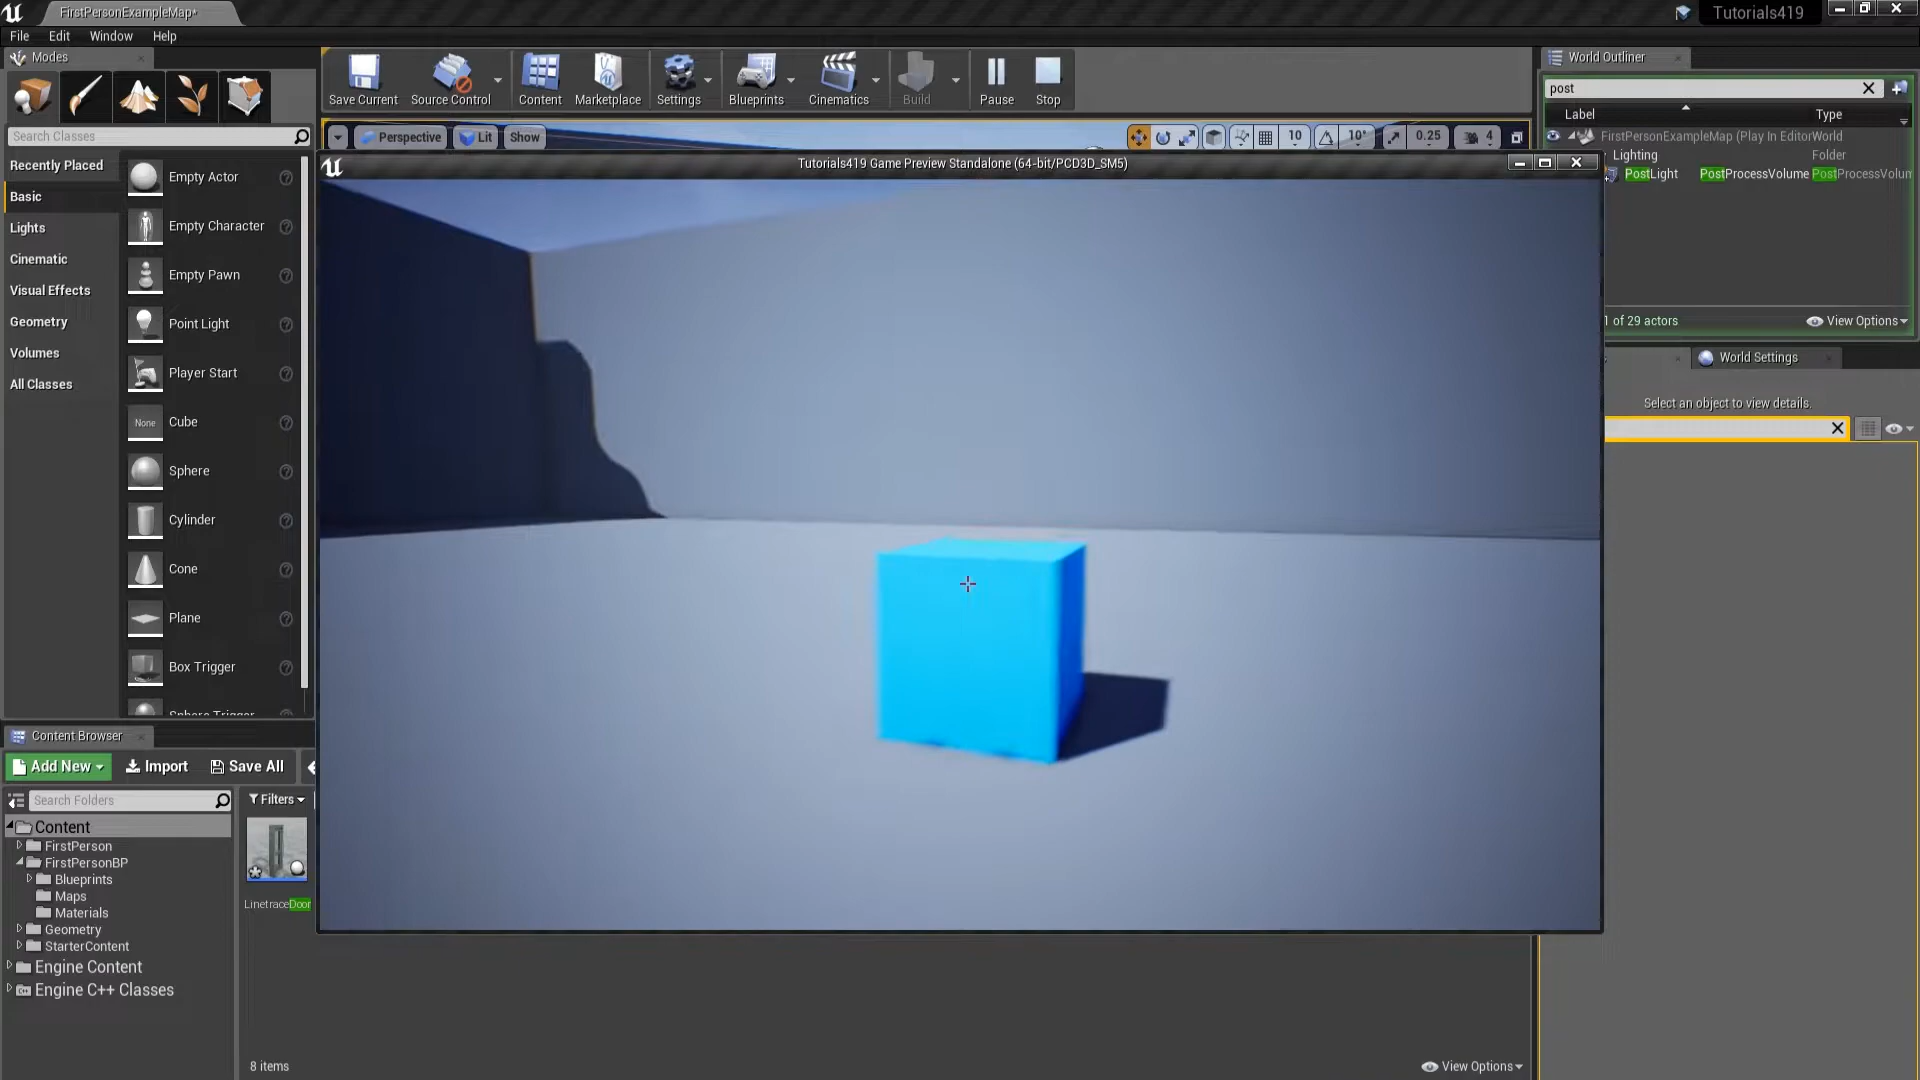 FirstPersonExampleMap*
Tutorials419
File Edit Window Help
Modes
Search Classes
Recently Placed
Basic
Lights
Cinematic
Visual Effects
Geometry
Volumes
All Classes
Empty Actor
Empty Character
Empty Pawn
Point Light
Player Start
None
Cube
Sphere
Cylinder
Cone
Plane
Box Trigger
Sphere Trigger
Save Current
Source Control
Content
Marketplace
Settings
Blueprints
Cinematics
Build
Pause
Stop
Perspective
Lit
Show
10
10°
0.25
4
Tutorials419 Game Preview Standalone (64-bit/PCD3D_SM5)
World Outliner
post
Label Type
FirstPersonExampleMap (Play In Editor World
Lighting Folder
PostLight PostProcessVolume PostProcessVolum
1 of 29 actors
View Options
World Settings
Select an object to view details.
Content Browser
Add New Import Save All
Search Folders
Filters
Content
FirstPerson
FirstPersonBP
Blueprints
Maps
Materials
Geometry
StarterContent
Engine Content
Engine C++ Classes
LinetraceDoor
8 items
View Options